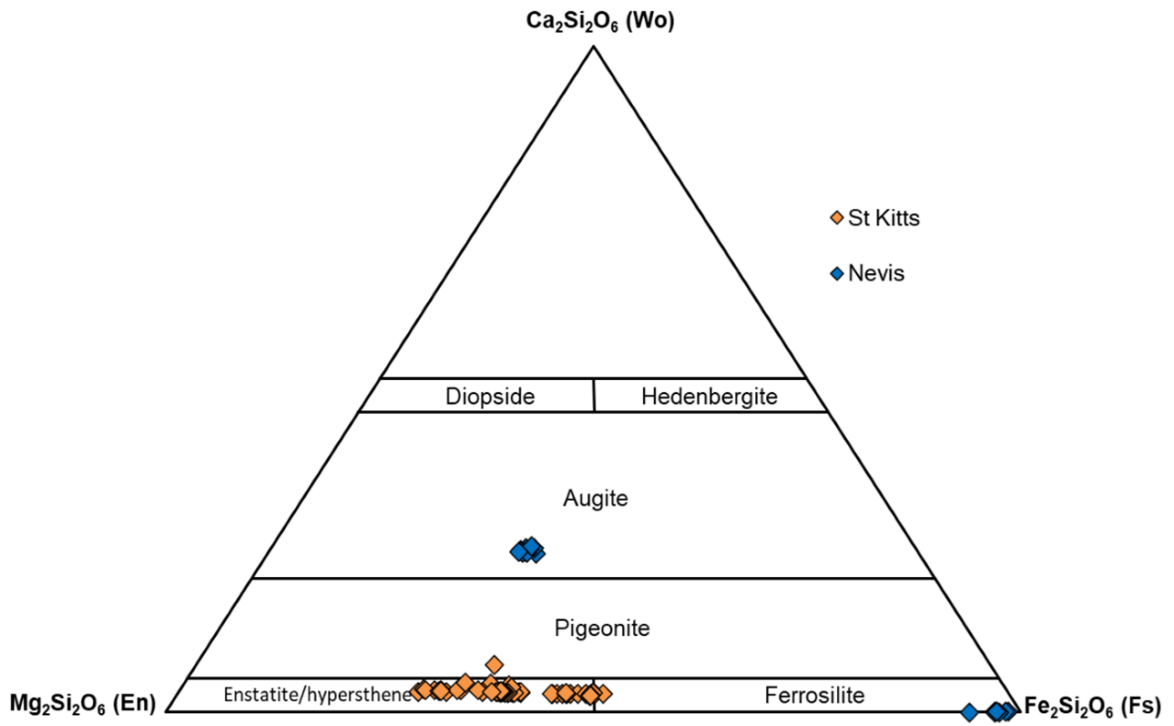 Ca₂Si₂O₆ (Wo)
St Kitts
Nevis
Diopside
Hedenbergite
Augite
Pigeonite
Mg₂Si₂O₆ (En)
Enstatite/hypersthene
Ferrosilite
Fe₂Si₂O₆ (Fs)